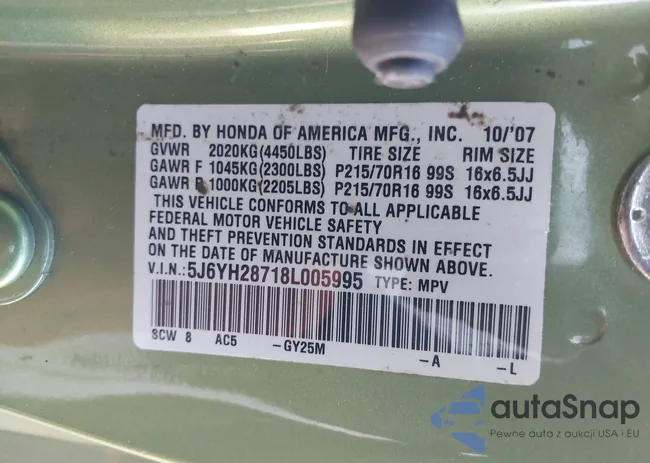 MFD. BY HONDA OF AMERICA MFG., INC. 10/'07
GVWR 2020KG(4450LBS) TIRE SIZE RIM SIZE
GAWR F 1045KG(2300LBS) P215/70R16 99S 16x6.5JJ
GAWR R 1000KG(2205LBS) P215/70R16 99S 16x6.5JJ
THIS VEHICLE CONFORMS TO ALL APPLICABLE
FEDERAL MOTOR VEHICLE SAFETY
AND THEFT PREVENTION STANDARDS IN EFFECT
ON THE DATE OF MANUFACTURE SHOWN ABOVE.
V.I.N.: 5J6YH28718L005995 TYPE: MPV
SCW 8 AC5 -GY25M -A -L
autoSnap
Pewne auta z aukcji USA i EU